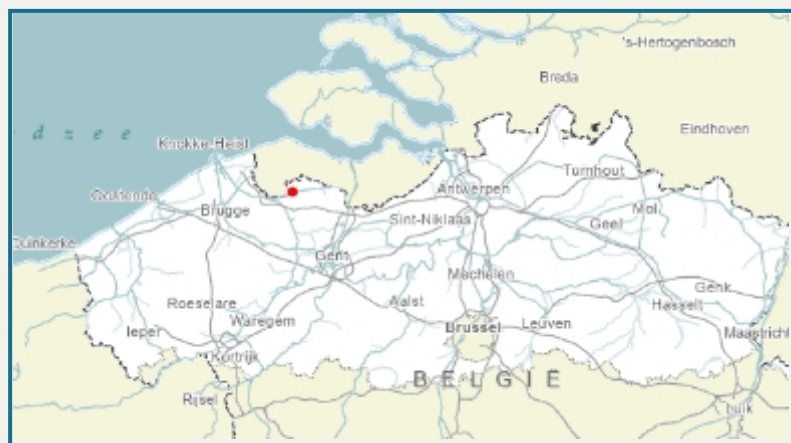 's-Hertogenbosch
Breda
d z e e
Eindhoven
Knokke-Heist
Turnhout
Oostende
Antwerpen
Brugge
Sint-Niklaas
Geel
Mol
Duinkerke
Gent
Mechelen
Genk
Roeselare
Aalst
Hasselt
Ieper
Waregem
Brussel
Leuven
Maastricht
Kortrijk
BELGIË
Rijsel
Luik